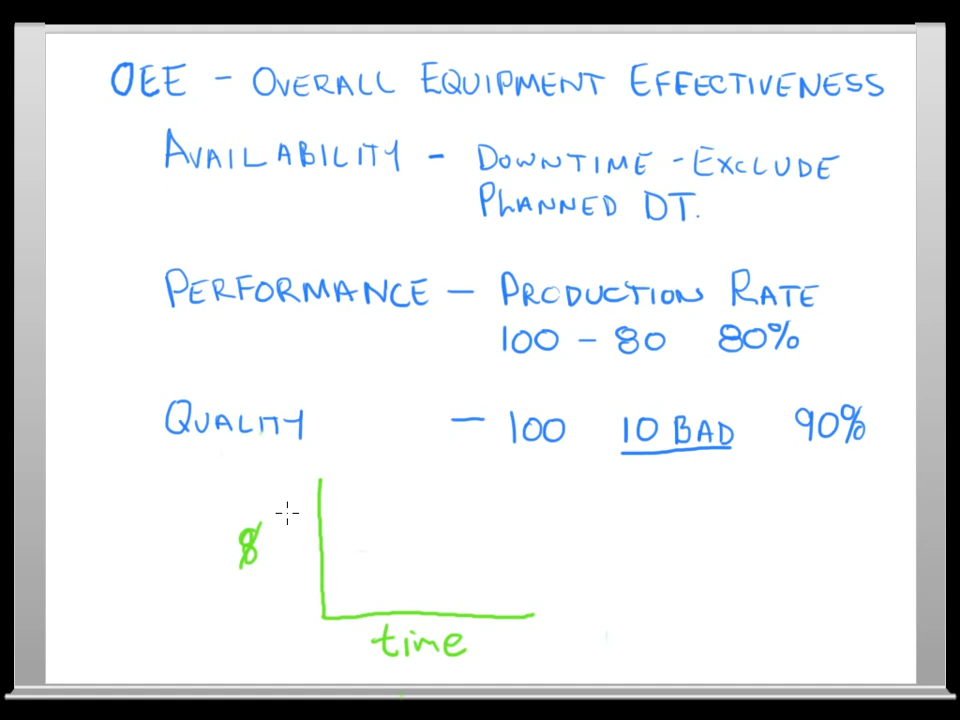 OEE - OVERALL EQUIPMENT EFFECTIVENESS
AVAILABILITY - DOWNTIME - EXCLUDE
PLANNED DT.
PERFORMANCE - PRODUCTION RATE
100 - 80 80%
QUALITY - 100 10 BAD 90%
$
time